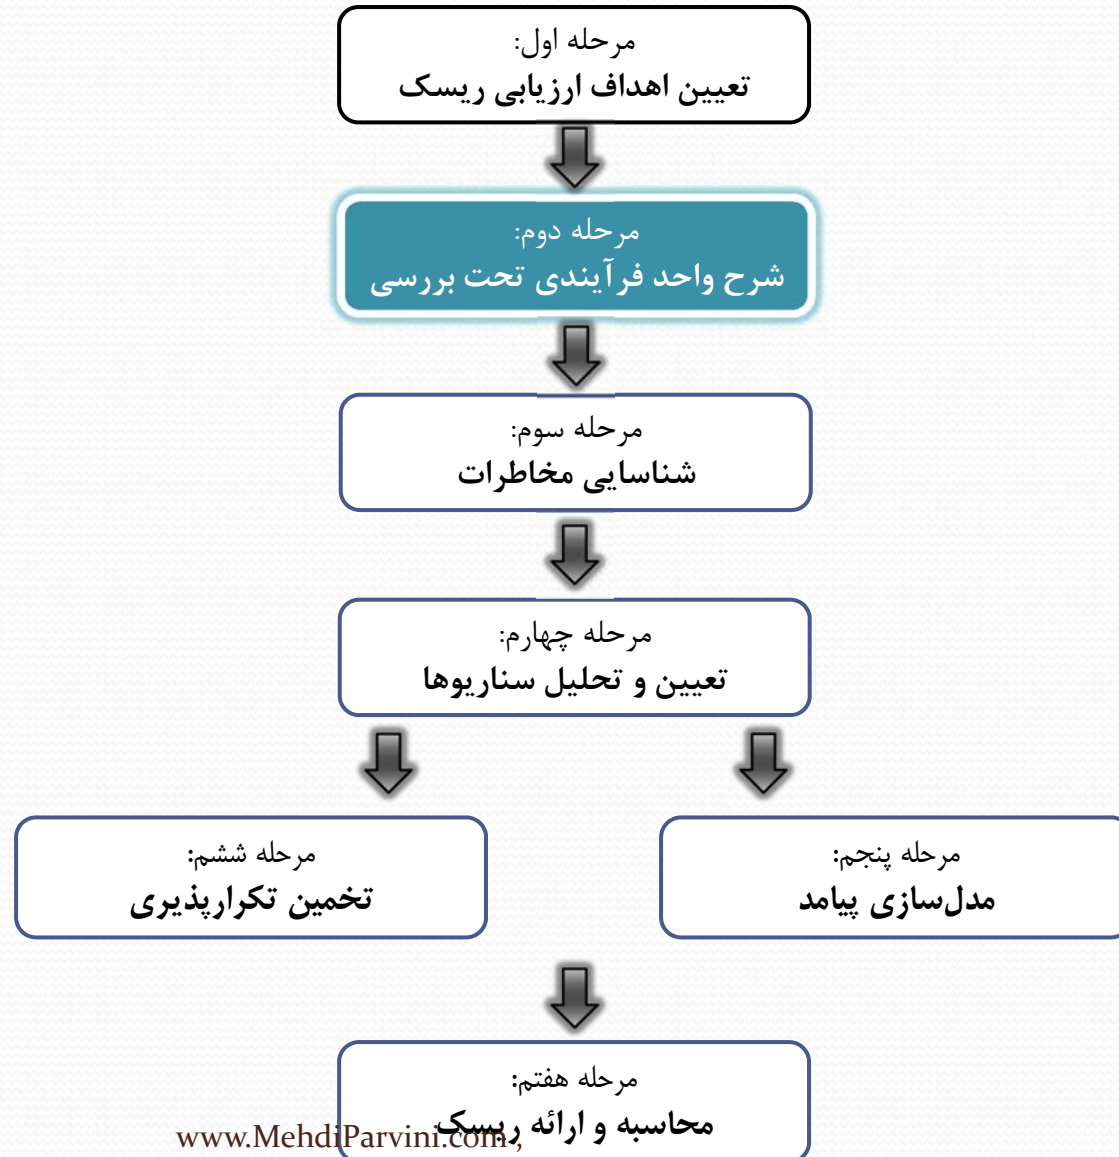 مرحله اول:
تعیین اهداف ارزیابی ریسک
مرحله دوم:
شرح واحد فرآیندی تحت بررسی
مرحله سوم:
شناسایی مخاطرات
مرحله چهارم:
تعیین و تحلیل سناریوها
مرحله پنجم:
مدل‌سازی پیامد
مرحله ششم:
تخمین تکرارپذیری
مرحله هفتم:
محاسبه و ارائه ریسک
www.MehdiParvini.com ,